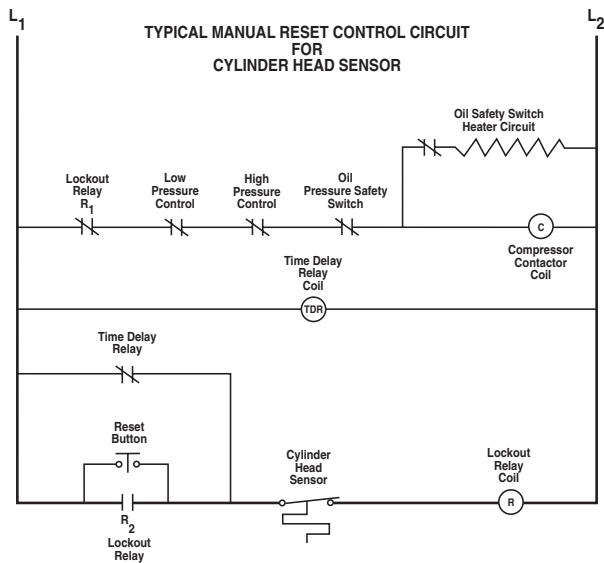 L1
L2
TYPICAL MANUAL RESET CONTROL CIRCUIT
FOR
CYLINDER HEAD SENSOR
Oil Safety Switch
Heater Circuit
Lockout
Relay
R1
Low
Pressure
Control
High
Pressure
Control
Oil
Pressure Safety
Switch
C
Compressor
Contactor
Coil
Time Delay
Relay
Coil
TDR
Time Delay
Relay
Reset
Button
R2
Lockout
Relay
Cylinder
Head
Sensor
Lockout
Relay
Coil
R